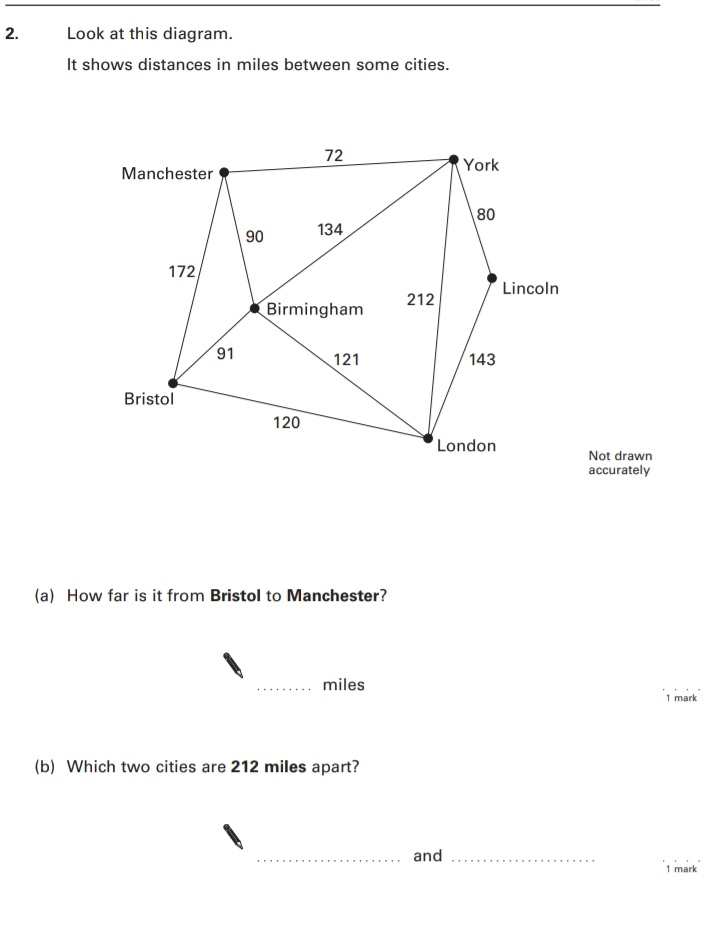 2. Look at this diagram.
It shows distances in miles between some cities.
72
Manchester
York
80
134
90
172
Lincoln
212
Birmingham
91
121
143
Bristol
120
London
Not drawn
accurately
(a) How far is it from Bristol to Manchester?
......... miles
1 mark
(b) Which two cities are 212 miles apart?
....................... and .......................
1 mark